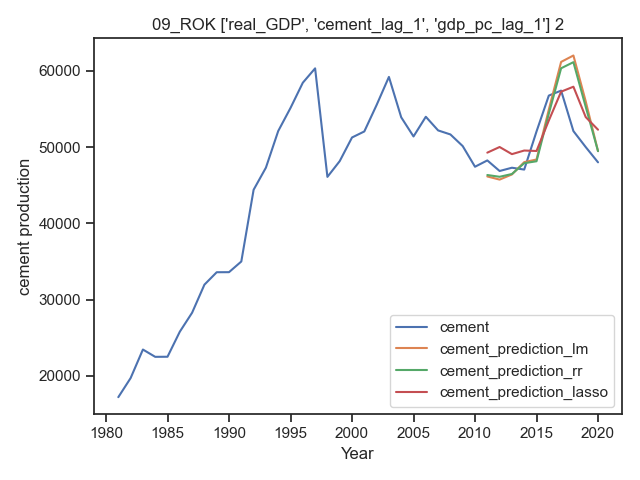 09_ROK ['real_GDP', 'cement_lag_1', 'gdp_pc_lag_1'] 2
60000
50000
40000
30000
20000
cement production
cement
cement_prediction_lm
cement_prediction_rr
cement_prediction_lasso
1980 1985 1990 1995 2000 2005 2010 2015 2020
Year